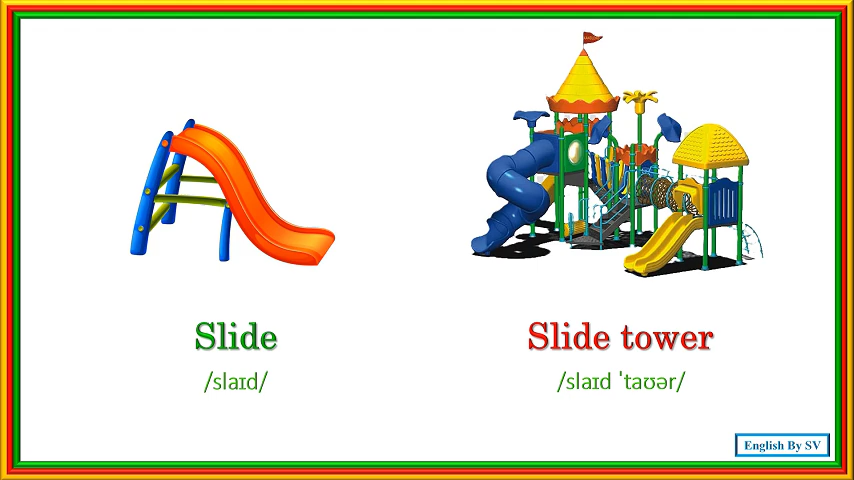 Slide
/slaɪd/
Slide tower
/slaɪd ˈtaʊər/
English By SV